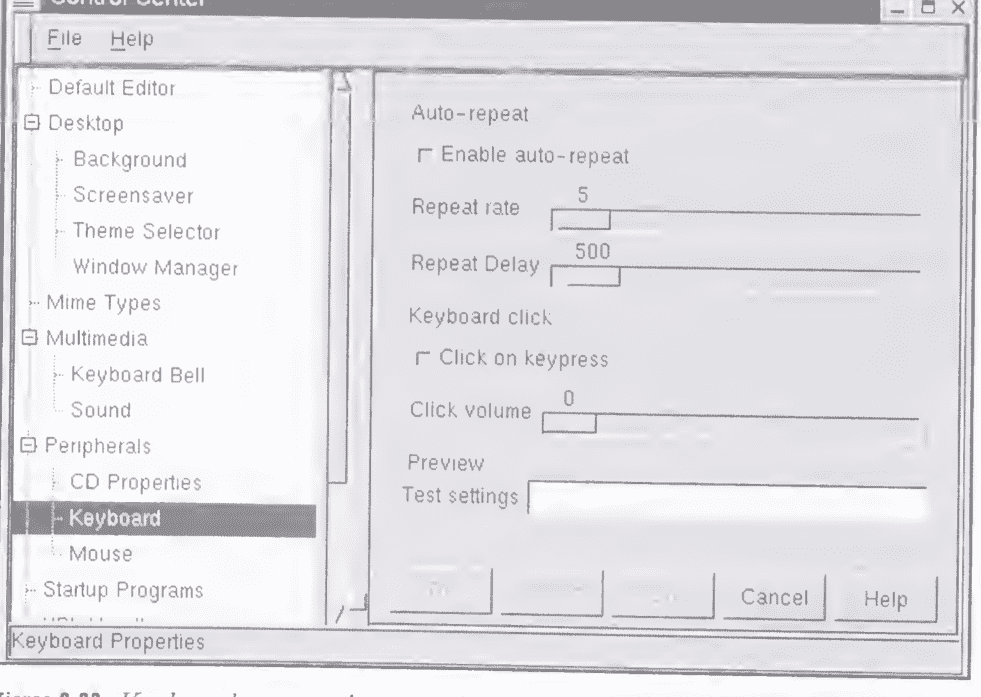 Control Center
File Help
Default Editor
Desktop
Background
Screensaver
Theme Selector
Window Manager
Mime Types
Multimedia
Keyboard Bell
Sound
Peripherals
CD Properties
Keyboard
Mouse
Startup Programs
Auto-repeat
Enable auto-repeat
Repeat rate 5
Repeat Delay 500
Keyboard click
Click on keypress
Click volume 0
Preview
Test settings
Cancel
Help
Keyboard Properties